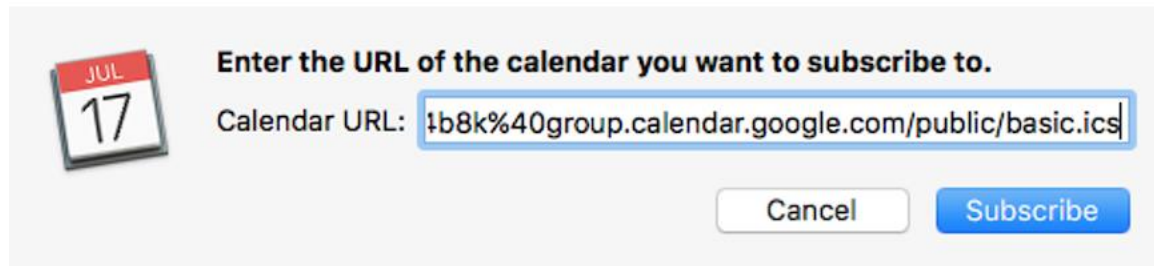 JUL
17
Enter the URL of the calendar you want to subscribe to.
Calendar URL: 4b8k%40group.calendar.google.com/public/basic.ics
Cancel Subscribe